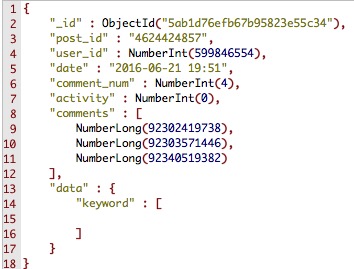 1 {
2 "_id" : ObjectId("5ab1d76efb67b95823e55c34"),
3 "post_id" : "4624424857",
4 "user_id" : NumberInt(599846554),
5 "date" : "2016-06-21 19:51",
6 "comment_num" : NumberInt(4),
7 "activity" : NumberInt(0),
8 "comments" : [
9 NumberLong(92302419738),
10 NumberLong(92303571446),
11 NumberLong(92340519382)
12 ],
13 "data" : {
14 "keyword" : [
15
16 ]
17 }
18 }